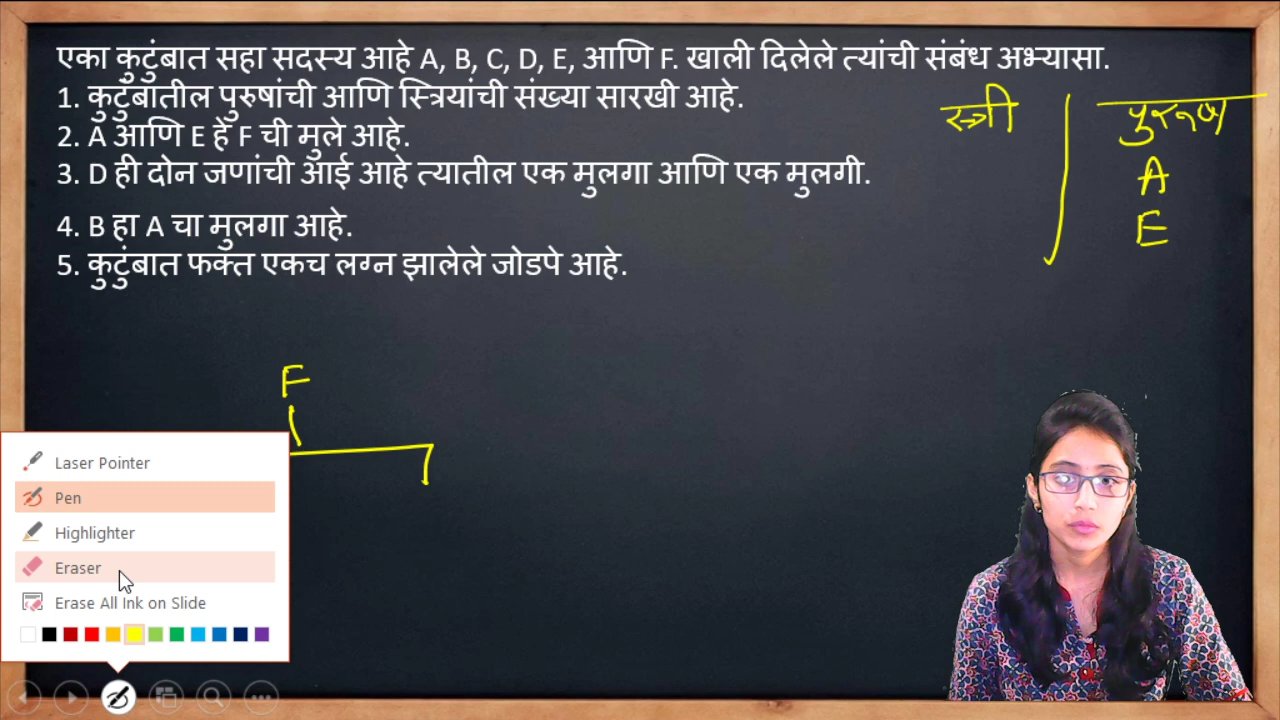 एका कुटुंबात सहा सदस्य आहे A, B, C, D, E, आणि F. खाली दिलेले त्यांची संबंध अभ्यासा.
1. कुटुंबातील पुरुषांची आणि स्त्रियांची संख्या सारखी आहे.
2. A आणि E हे F ची मुले आहे.
3. D ही दोन जणांची आई आहे त्यातील एक मुलगा आणि एक मुलगी.
4. B हा A चा मुलगा आहे.
5. कुटुंबात फक्त एकच लग्न झालेले जोडपे आहे.
स्त्री पुरूष
A
E
F
Laser Pointer
Pen
Highlighter
Eraser
Erase All Ink on Slide